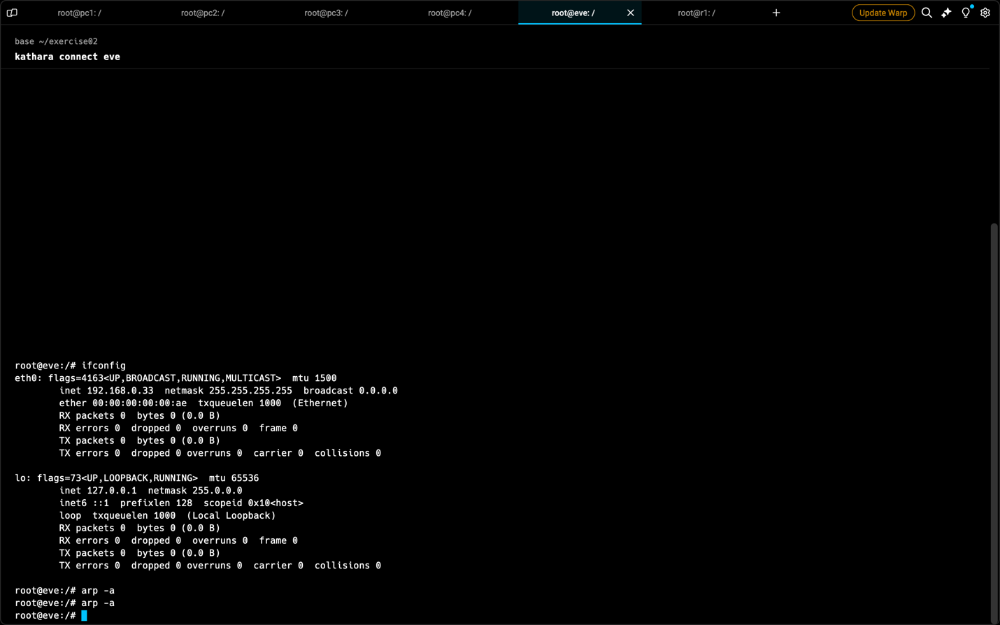 root@pc1: /
root@pc2: /
root@pc3: /
root@pc4: /
root@eve: /
root@r1: /
Update Warp
base ~/exercise02
kathara connect eve
root@eve:/# ifconfig
eth0: flags=4163<UP,BROADCAST,RUNNING,MULTICAST>  mtu 1500
        inet 192.168.0.33  netmask 255.255.255.255  broadcast 0.0.0.0
        ether 00:00:00:00:00:ae  txqueuelen 1000  (Ethernet)
        RX packets 0  bytes 0 (0.0 B)
        RX errors 0  dropped 0  overruns 0  frame 0
        TX packets 0  bytes 0 (0.0 B)
        TX errors 0  dropped 0 overruns 0  carrier 0  collisions 0
lo: flags=73<UP,LOOPBACK,RUNNING>  mtu 65536
        inet 127.0.0.1  netmask 255.0.0.0
        inet6 ::1  prefixlen 128  scopeid 0x10<host>
        loop  txqueuelen 1000  (Local Loopback)
        RX packets 0  bytes 0 (0.0 B)
        RX errors 0  dropped 0  overruns 0  frame 0
        TX packets 0  bytes 0 (0.0 B)
        TX errors 0  dropped 0 overruns 0  carrier 0  collisions 0
root@eve:/# arp -a
root@eve:/# arp -a
root@eve:/#